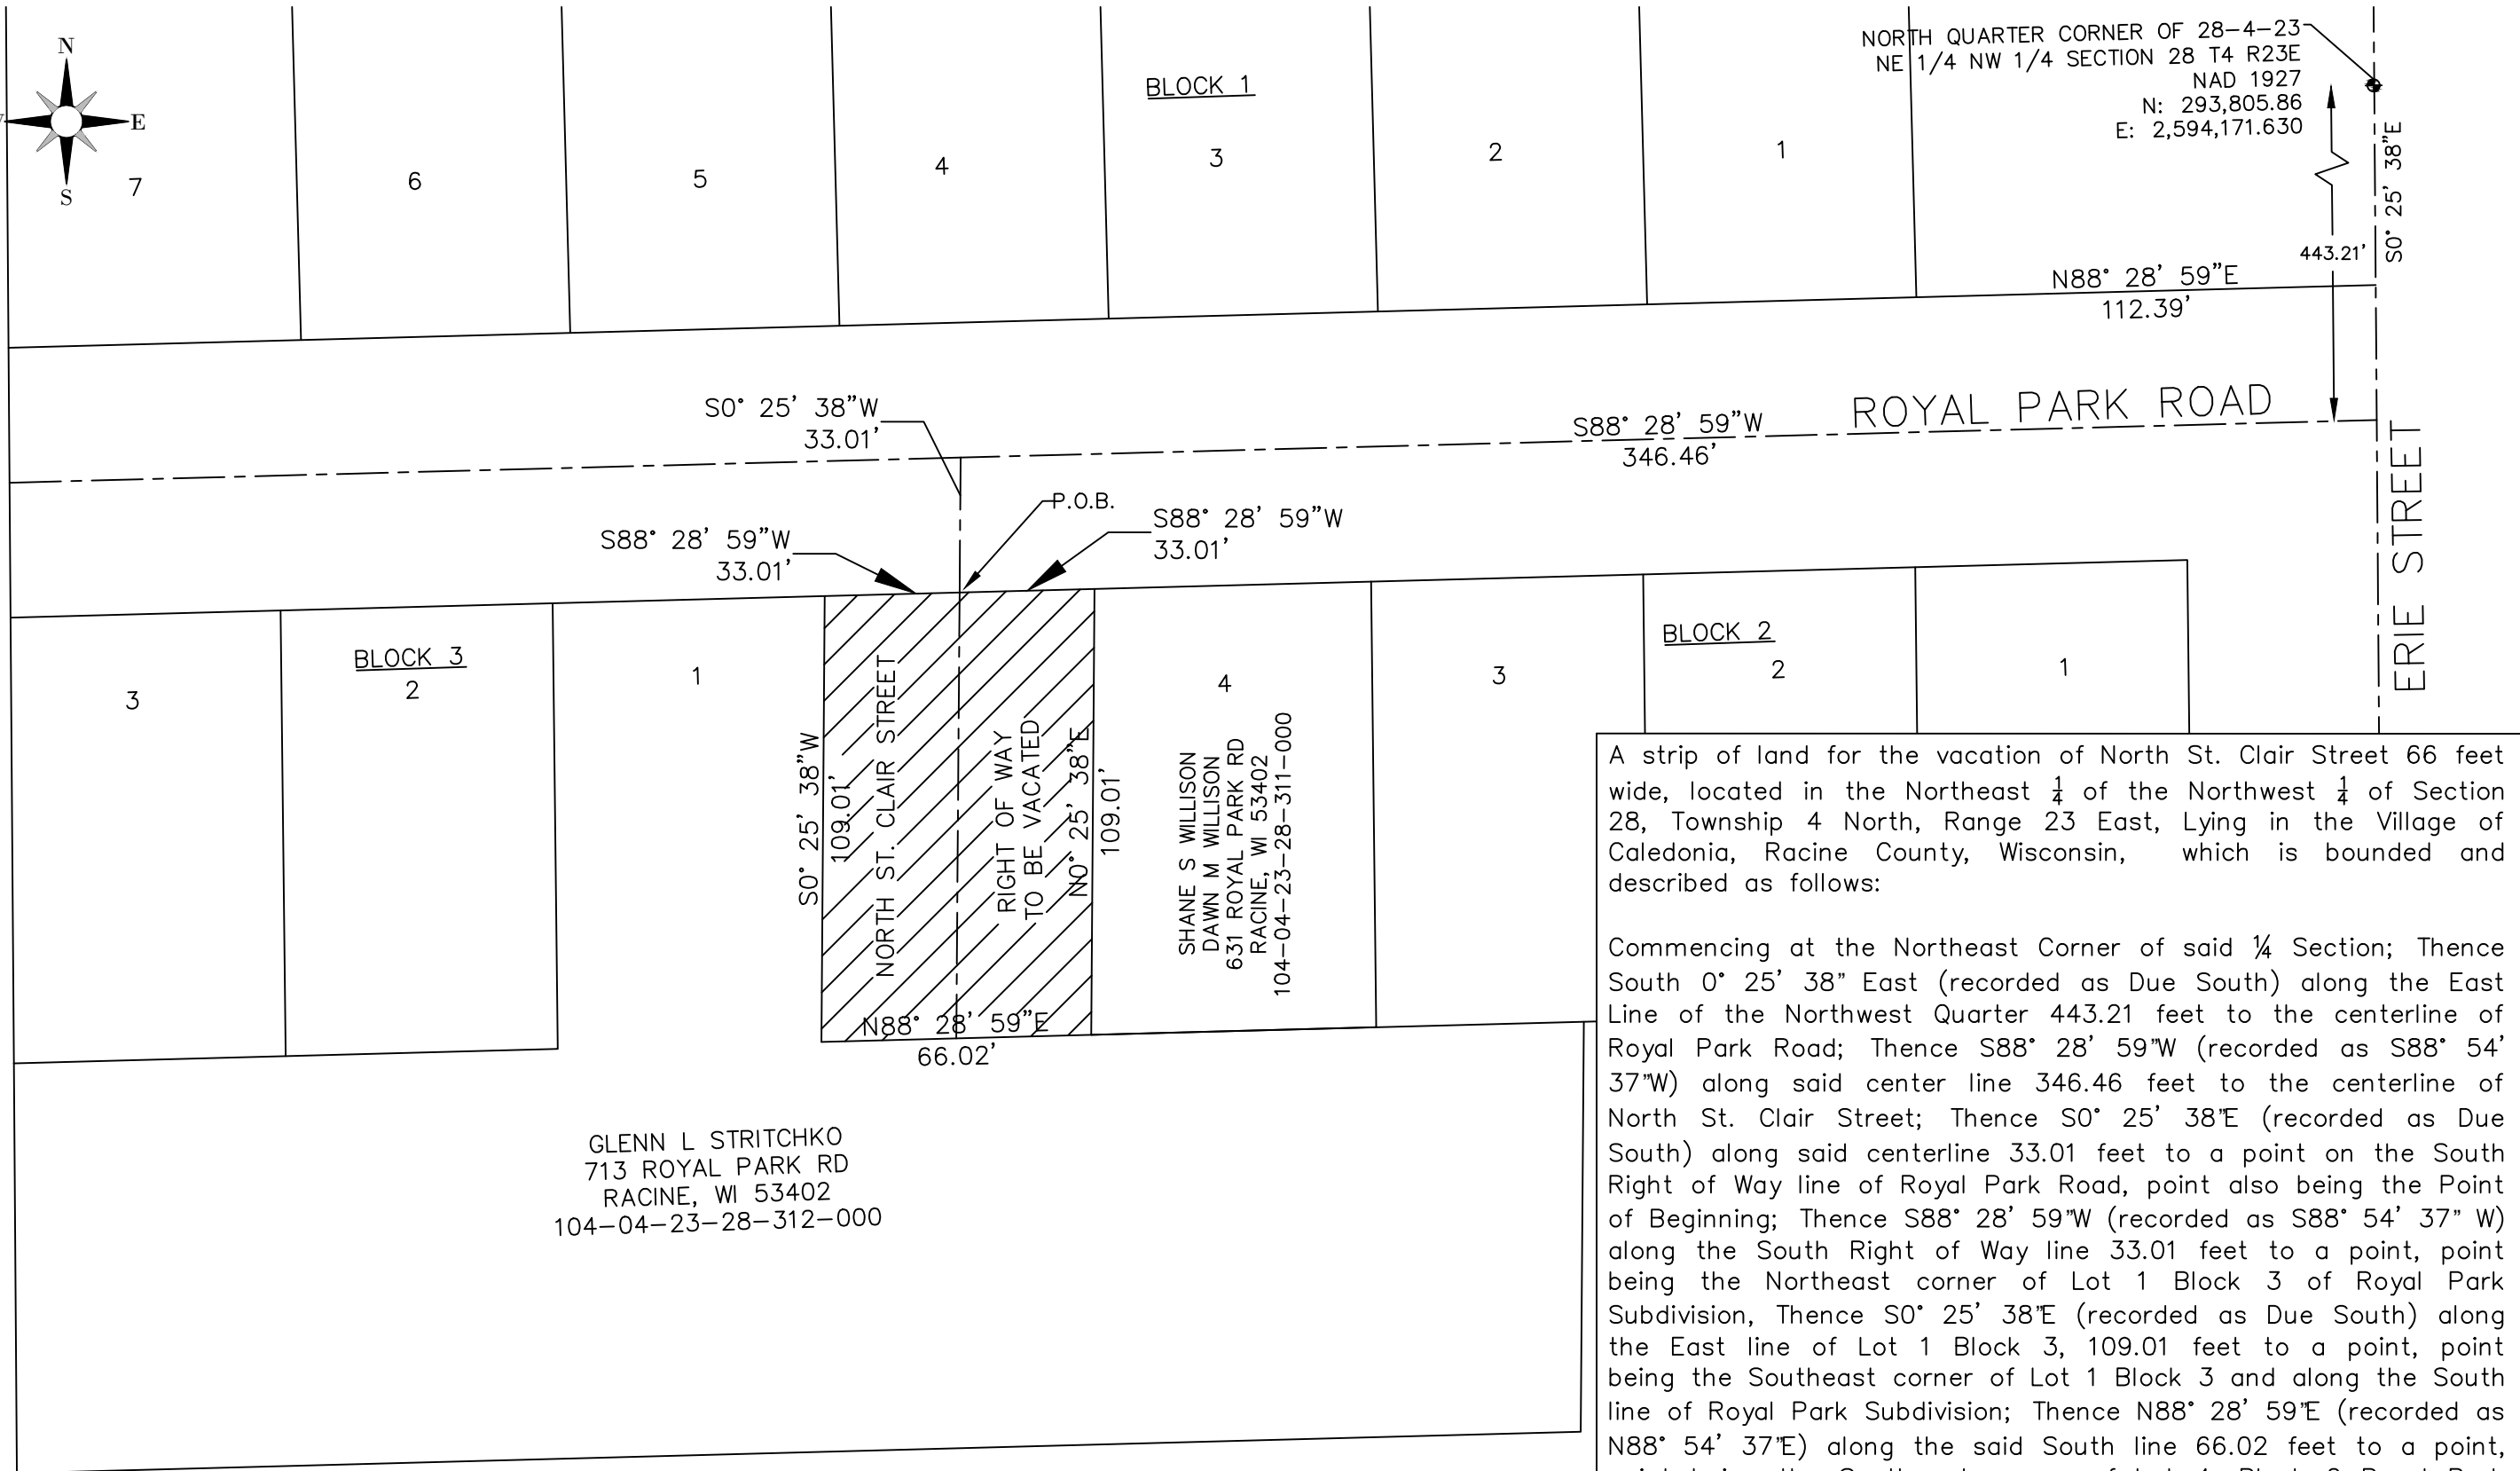 NORTH QUARTER CORNER OF 28-4-23
NE 1/4 NW 1/4 SECTION 28 T4 R23E
NAD 1927
N: 293,805.86
E: 2,594,171.630
N
E
S
BLOCK 1
7
6
5
4
3
2
1
S0° 25' 38"E
443.21'
N88° 28' 59"E
112.39'
ROYAL PARK ROAD
S0° 25' 38"W
33.01'
S88° 28' 59"W
346.46'
P.O.B.
S88° 28' 59"W
33.01'
S88° 28' 59"W
33.01'
ERIE STREET
BLOCK 3
3
2
1
BLOCK 2
4
3
2
1
S0° 25' 38"W
109.01'
NORTH ST. CLAIR STREET
RIGHT OF WAY
TO BE VACATED
N0° 25' 38"E
109.01'
SHANE S WILLISON
DAWN M WILLISON
631 ROYAL PARK RD
RACINE, WI 53402
104-04-23-28-311-000
N88° 28' 59"E
66.02'
GLENN L STRITCHKO
713 ROYAL PARK RD
RACINE, WI 53402
104-04-23-28-312-000
A strip of land for the vacation of North St. Clair Street 66 feet
wide, located in the Northeast 1/4 of the Northwest 1/4 of Section
28, Township 4 North, Range 23 East, Lying in the Village of
Caledonia, Racine County, Wisconsin, which is bounded and
described as follows:
Commencing at the Northeast Corner of said ¼ Section; Thence
South 0° 25' 38" East (recorded as Due South) along the East
Line of the Northwest Quarter 443.21 feet to the centerline of
Royal Park Road; Thence S88° 28' 59"W (recorded as S88° 54'
37"W) along said center line 346.46 feet to the centerline of
North St. Clair Street; Thence S0° 25' 38"E (recorded as Due
South) along said centerline 33.01 feet to a point on the South
Right of Way line of Royal Park Road, point also being the Point
of Beginning; Thence S88° 28' 59"W (recorded as S88° 54' 37" W)
along the South Right of Way line 33.01 feet to a point, point
being the Northeast corner of Lot 1 Block 3 of Royal Park
Subdivision, Thence S0° 25' 38"E (recorded as Due South) along
the East line of Lot 1 Block 3, 109.01 feet to a point, point
being the Southeast corner of Lot 1 Block 3 and along the South
line of Royal Park Subdivision; Thence N88° 28' 59"E (recorded as
N88° 54' 37"E) along the said South line 66.02 feet to a point,